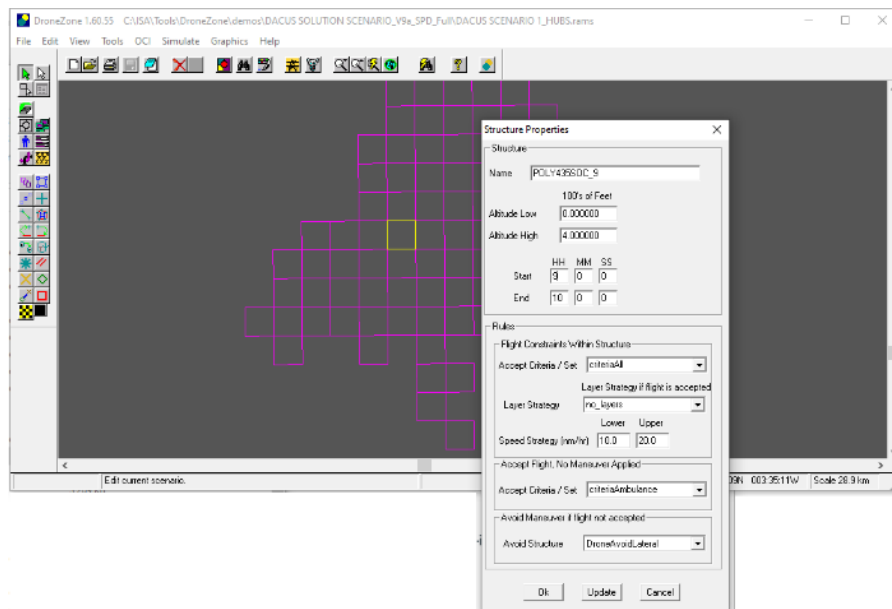 DroneZone 1.60.55 C:\ISA\Tools\DroneZone\demos\DACUS SOLUTION SCENARIO_V9a_SPD_Full\DACUS SCENARIO 1_HUBS.rams
File Edit View Tools OCI Simulate Graphics Help
Structure Properties
Structure
Name POLY435SDC_9
100's of Feet
Altitude Low 0.000000
Altitude High 4.000000
HH MM SS
Start 9 0 0
End 10 0 0
Rules
Flight Constraints Within Structure
Accept Criteria / Set criteriaAll
Layer Strategy if flight is accepted
Layer Strategy no_layers
Lower Upper
Speed Strategy (nm/hr) 10.0 20.0
Accept Flight, No Maneuver Applied
Accept Criteria / Set criteriaAmbulance
Avoid Maneuver if flight not accepted
Avoid Structure DroneAvoidLateral
Ok Update Cancel
Edit current scenario.
09N 003:35:11W Scale 28.9 km